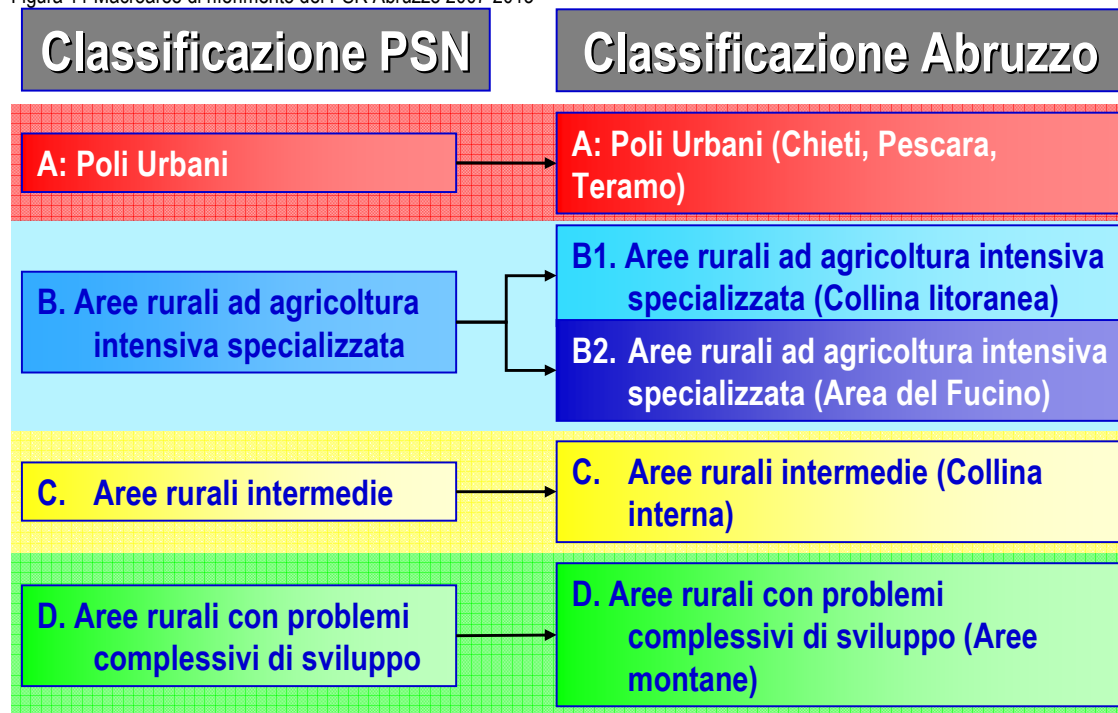 Classificazione PSN
Classificazione Abruzzo
A: Poli Urbani
A: Poli Urbani (Chieti, Pescara,
Teramo)
B. Aree rurali ad agricoltura
intensiva specializzata
B1. Aree rurali ad agricoltura intensiva
specializzata (Collina litoranea)
B2. Aree rurali ad agricoltura intensiva
specializzata (Area del Fucino)
C. Aree rurali intermedie
C. Aree rurali intermedie (Collina
interna)
D. Aree rurali con problemi
complessivi di sviluppo
D. Aree rurali con problemi
complessivi di sviluppo (Aree
montane)